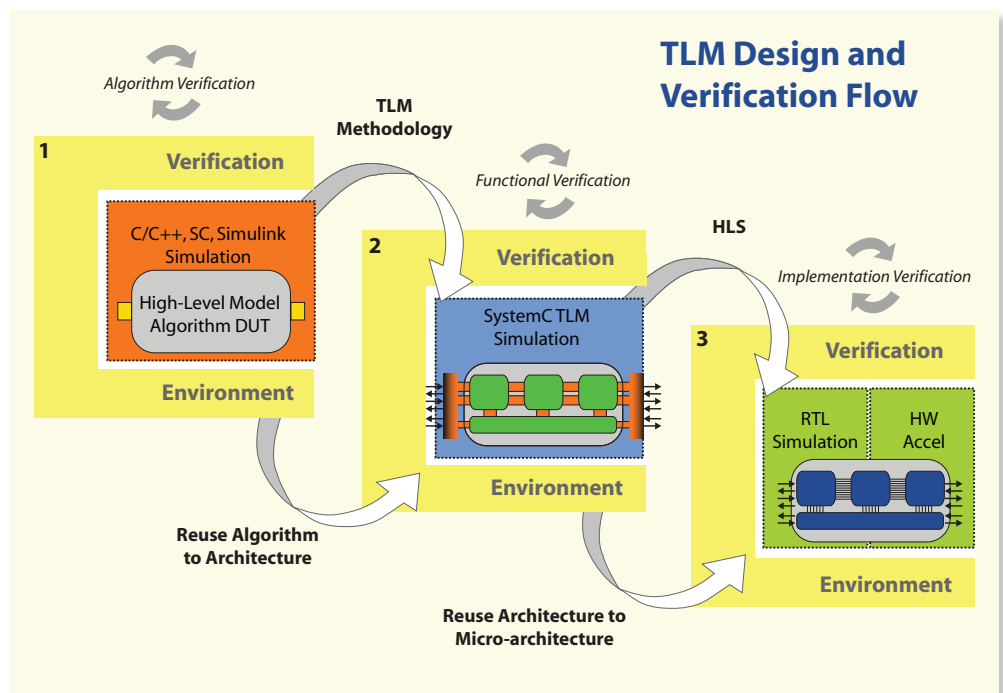 TLM Design and
Verification Flow
Algorithm Verification
TLM
Methodology
1
Verification
C/C++, SC, Simulink
Simulation
High-Level Model
Algorithm DUT
Environment
Functional Verification
HLS
2
Verification
SystemC TLM
Simulation
Environment
Reuse Algorithm
to Architecture
Implementation Verification
3
Verification
RTL
Simulation
HW
Accel
Environment
Reuse Architecture to
Micro-architecture